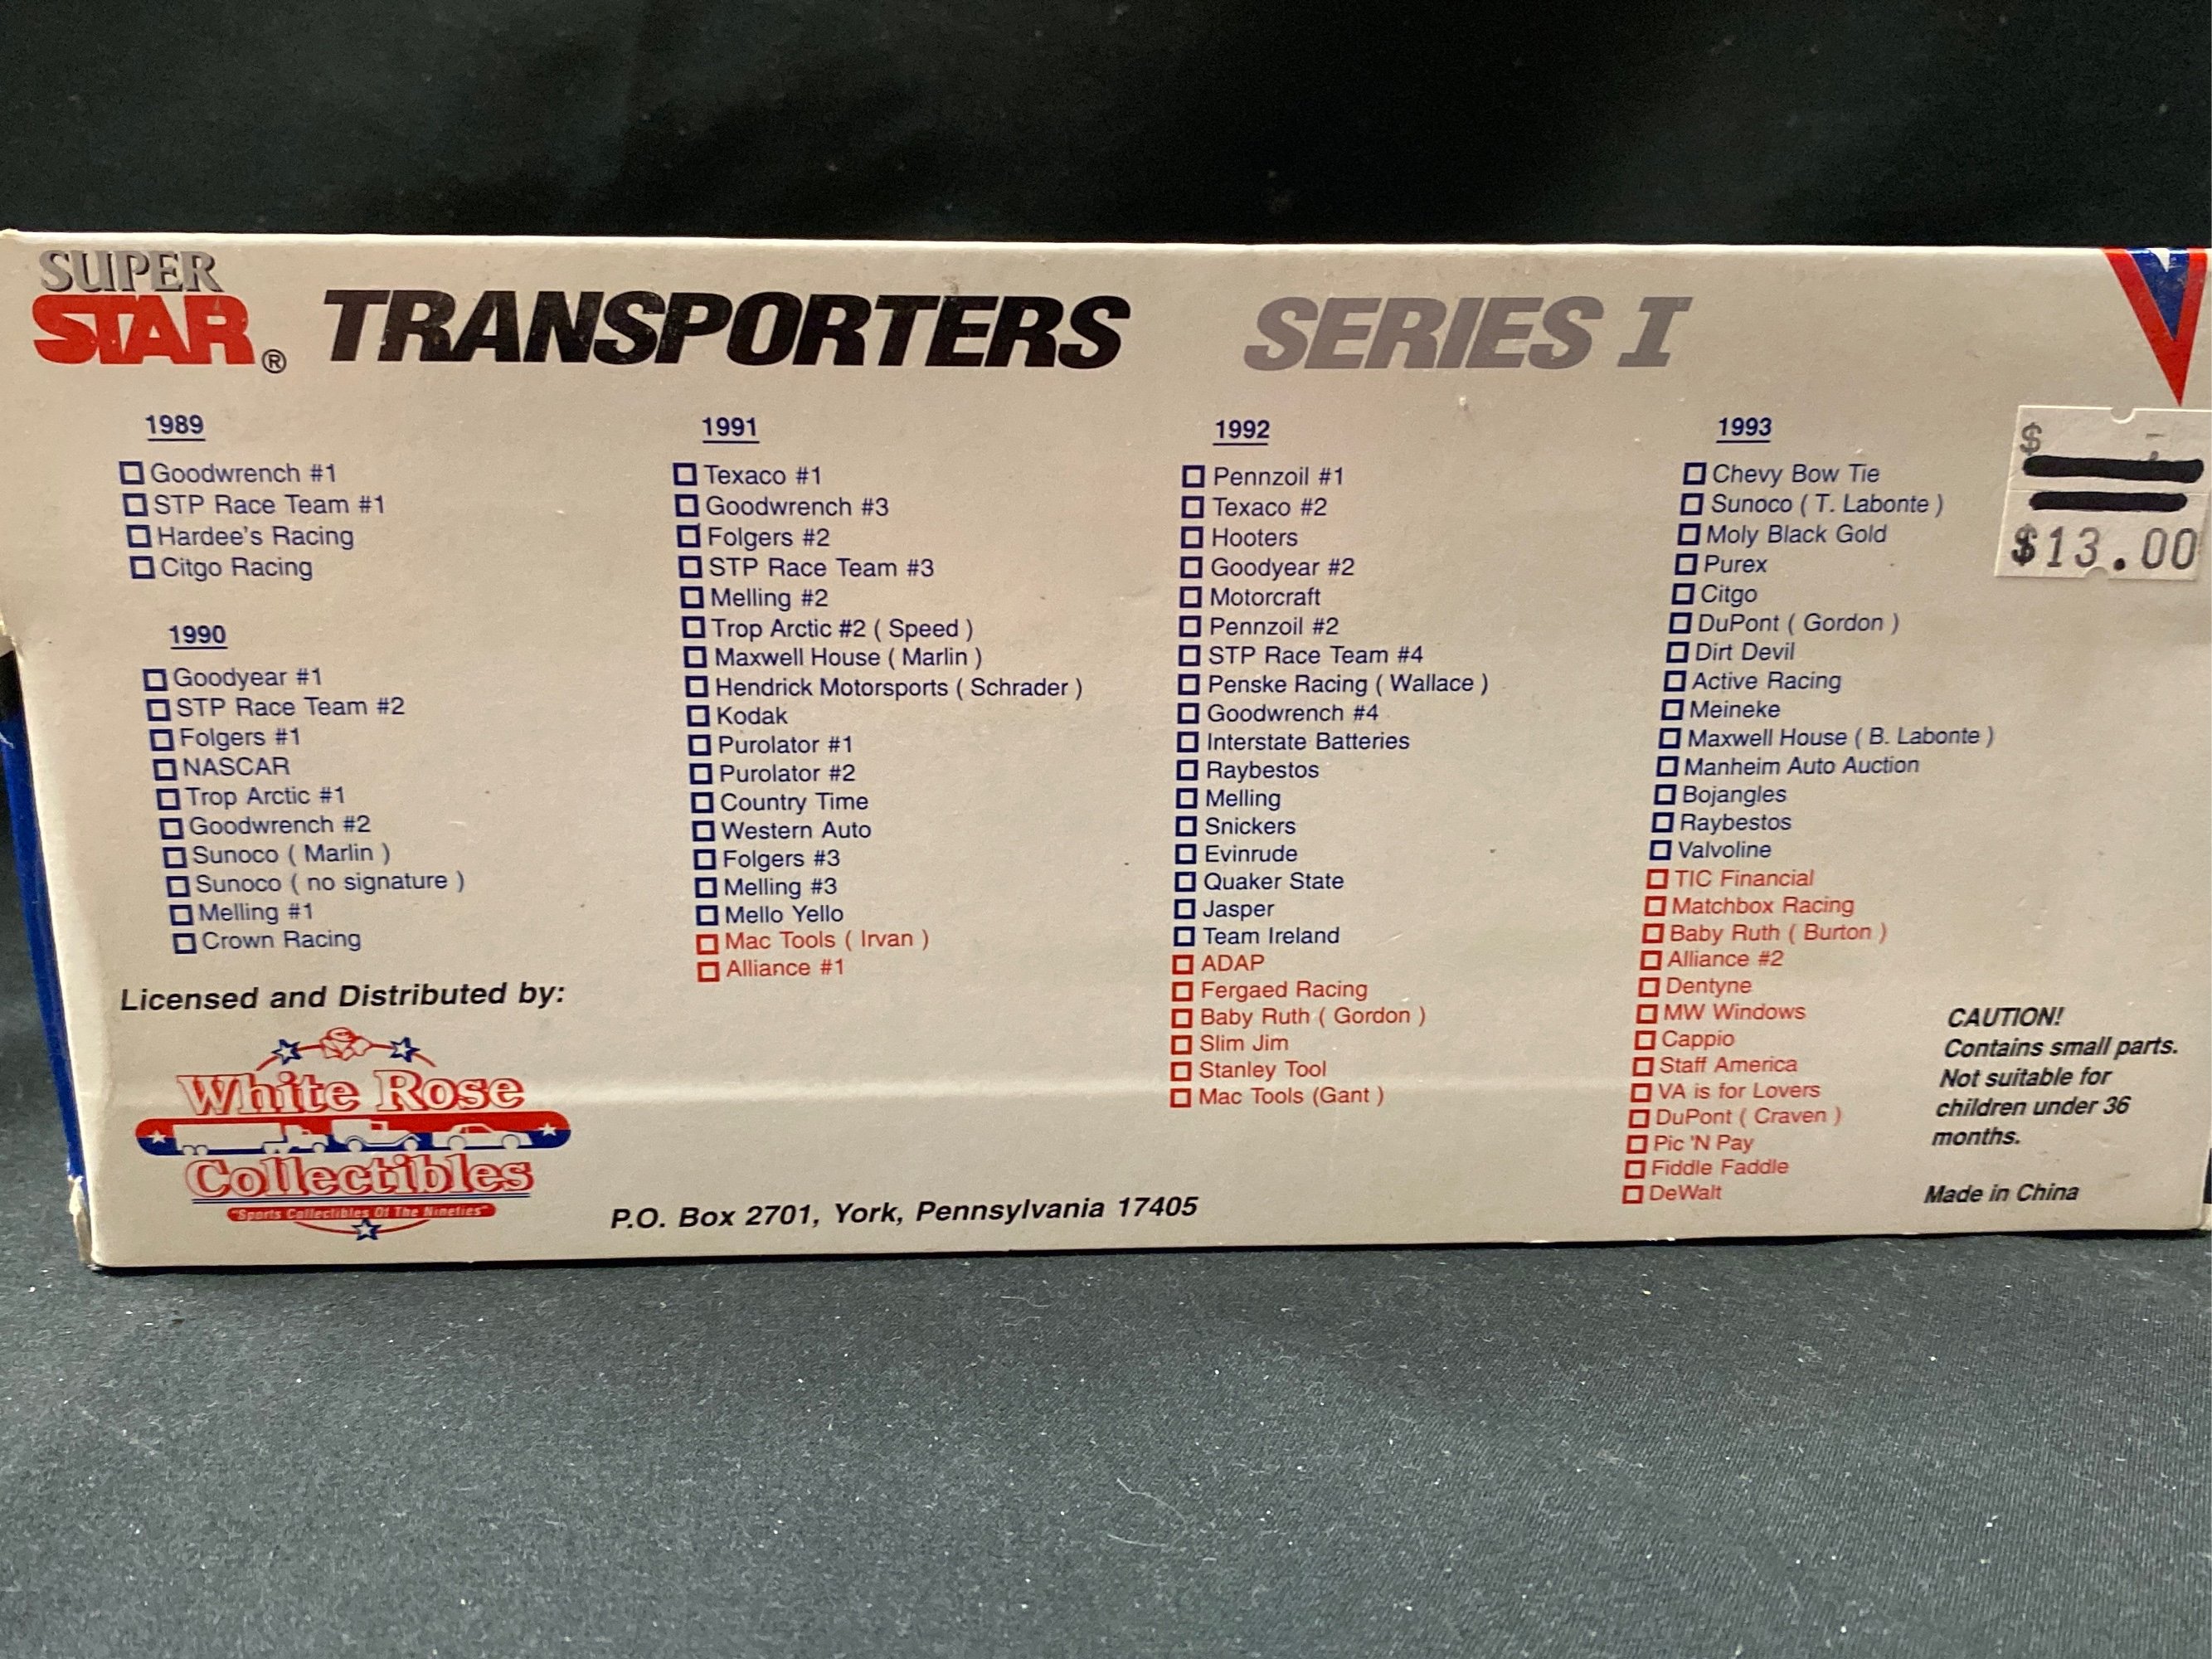 SUPER
STAR®
TRANSPORTERS SERIES I
1989
Goodwrench #1
STP Race Team #1
Hardee's Racing
Citgo Racing
1990
Goodyear #1
STP Race Team #2
Folgers #1
NASCAR
Trop Arctic #1
Goodwrench #2
Sunoco ( Marlin )
Sunoco ( no signature )
Melling #1
Crown Racing
Licensed and Distributed by:
White Rose
Collectibles
"Sports Collectibles Of The Nineties"
1991
Texaco #1
Goodwrench #3
Folgers #2
STP Race Team #3
Melling #2
Trop Arctic #2 ( Speed )
Maxwell House ( Marlin )
Hendrick Motorsports ( Schrader )
Kodak
Purolator #1
Purolator #2
Country Time
Western Auto
Folgers #3
Melling #3
Mello Yello
Mac Tools ( Irvan )
Alliance #1
P.O. Box 2701, York, Pennsylvania 17405
1992
Pennzoil #1
Texaco #2
Hooters
Goodyear #2
Motorcraft
Pennzoil #2
STP Race Team #4
Penske Racing ( Wallace )
Goodwrench #4
Interstate Batteries
Raybestos
Melling
Snickers
Evinrude
Quaker State
Jasper
Team Ireland
ADAP
Fergaed Racing
Baby Ruth ( Gordon )
Slim Jim
Stanley Tool
Mac Tools (Gant )
1993
Chevy Bow Tie
Sunoco ( T. Labonte )
Moly Black Gold
Purex
Citgo
DuPont ( Gordon )
Dirt Devil
Active Racing
Meineke
Maxwell House ( B. Labonte )
Manheim Auto Auction
Bojangles
Raybestos
Valvoline
TIC Financial
Matchbox Racing
Baby Ruth ( Burton )
Alliance #2
Dentyne
MW Windows
Cappio
Staff America
VA is for Lovers
DuPont ( Craven )
Pic 'N Pay
Fiddle Faddle
DeWalt
$
$13.00
CAUTION!
Contains small parts.
Not suitable for
children under 36
months.
Made in China